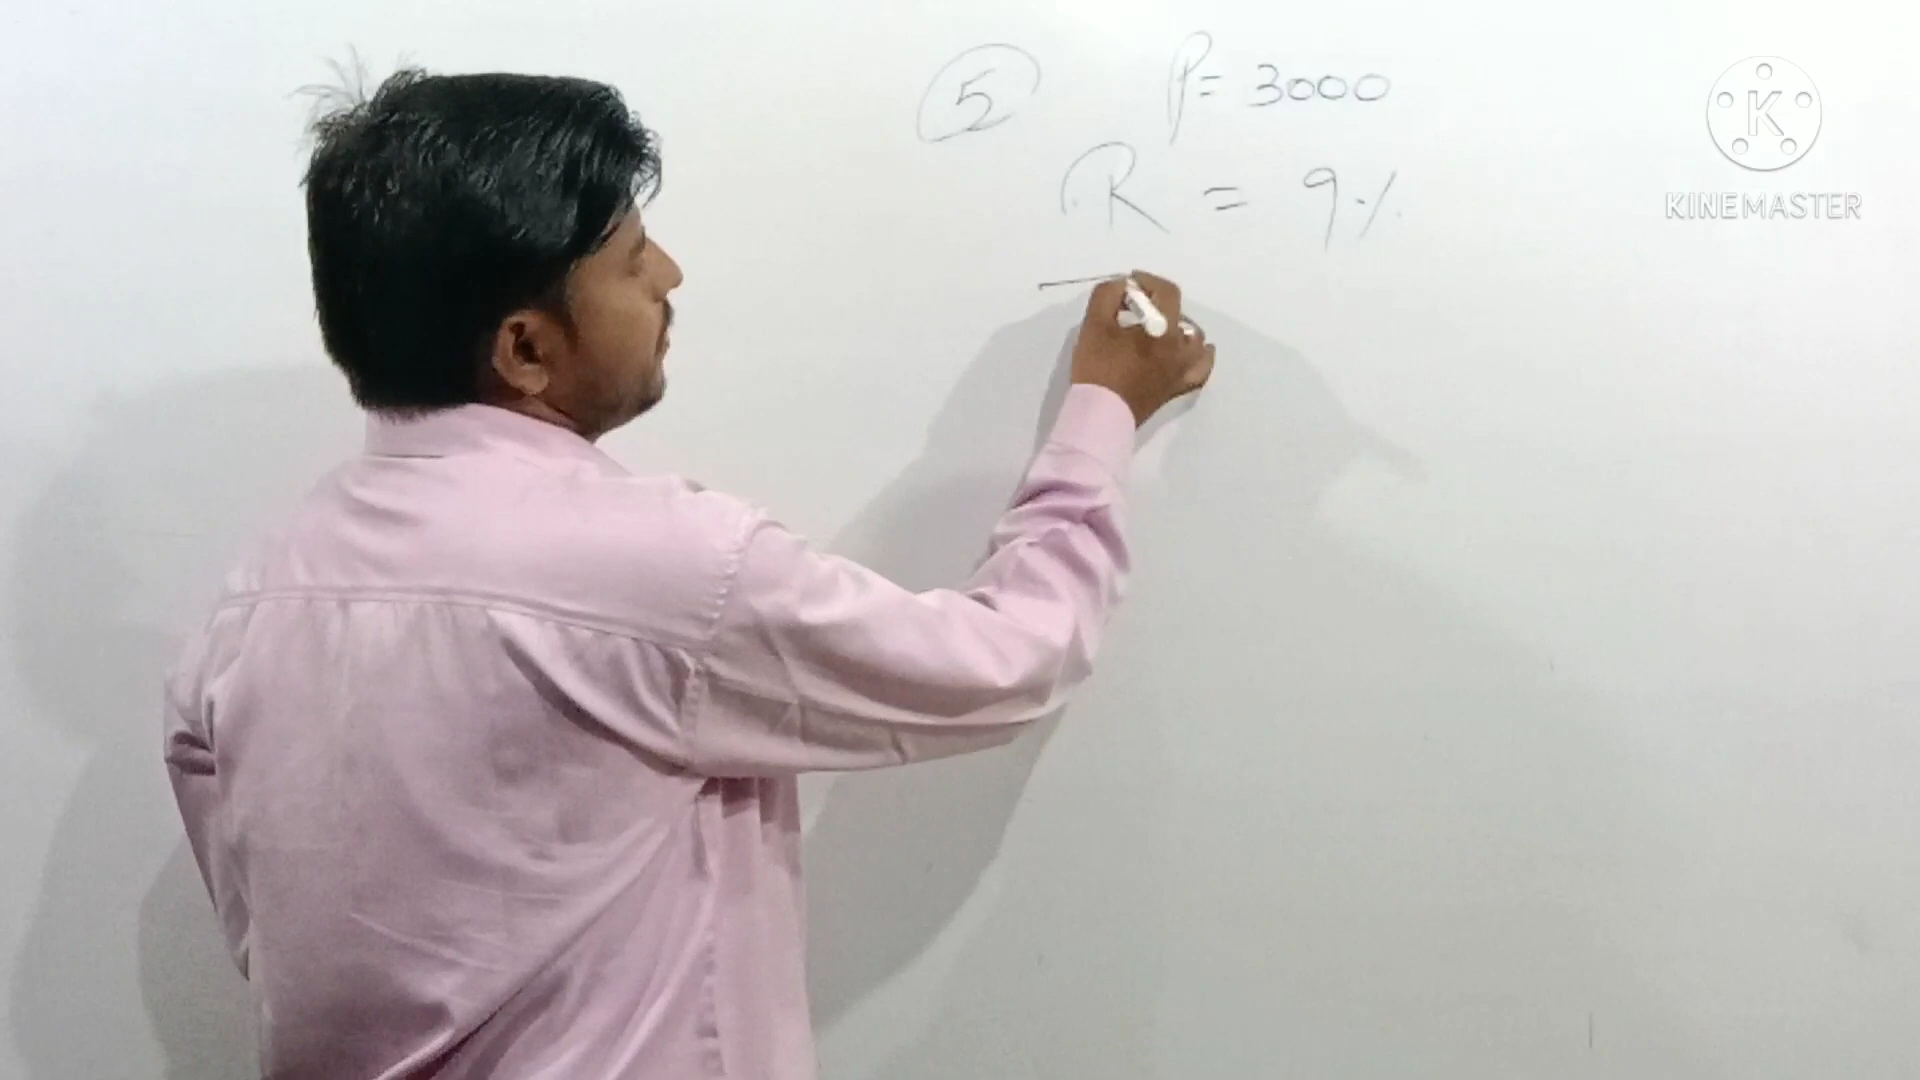 ⑤ P = 3000
R = 9%
K
KINEMASTER